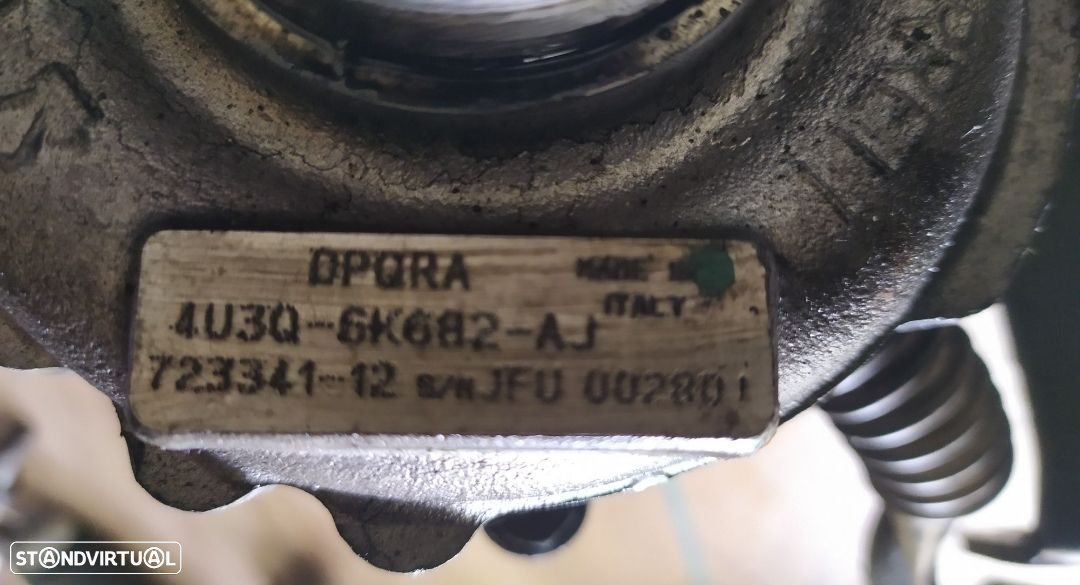 DPQRA
MADE IN
ITALY
4U3Q-6K682-AJ
723341-12 S/N JFU 00280
STANDVIRTUAL